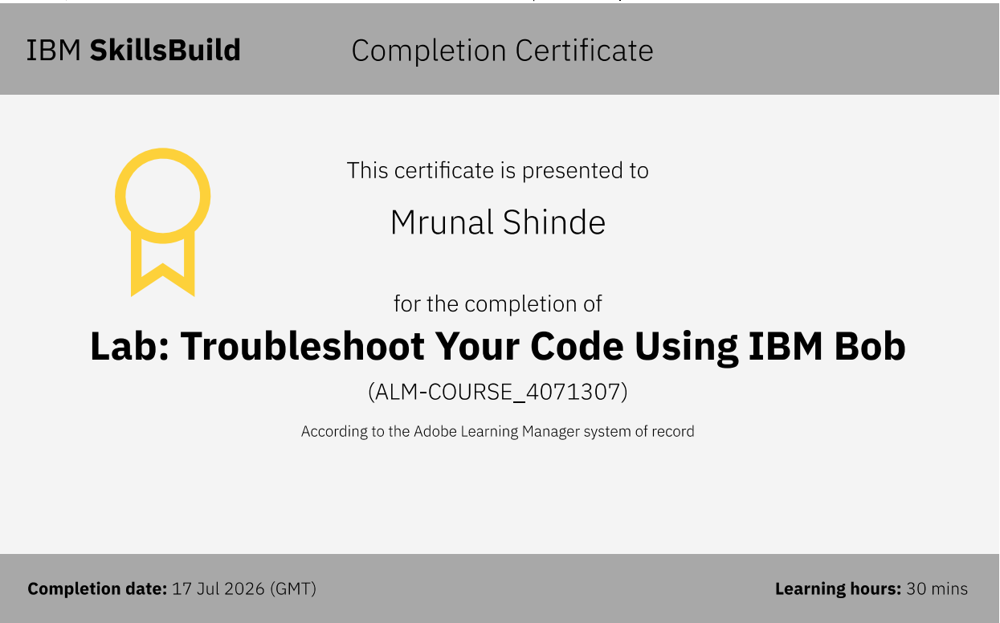 IBM SkillsBuild
Completion Certificate
This certificate is presented to
Mrunal Shinde
for the completion of
Lab: Troubleshoot Your Code Using IBM Bob
(ALM-COURSE_4071307)
According to the Adobe Learning Manager system of record
Completion date: 17 Jul 2026 (GMT)
Learning hours: 30 mins